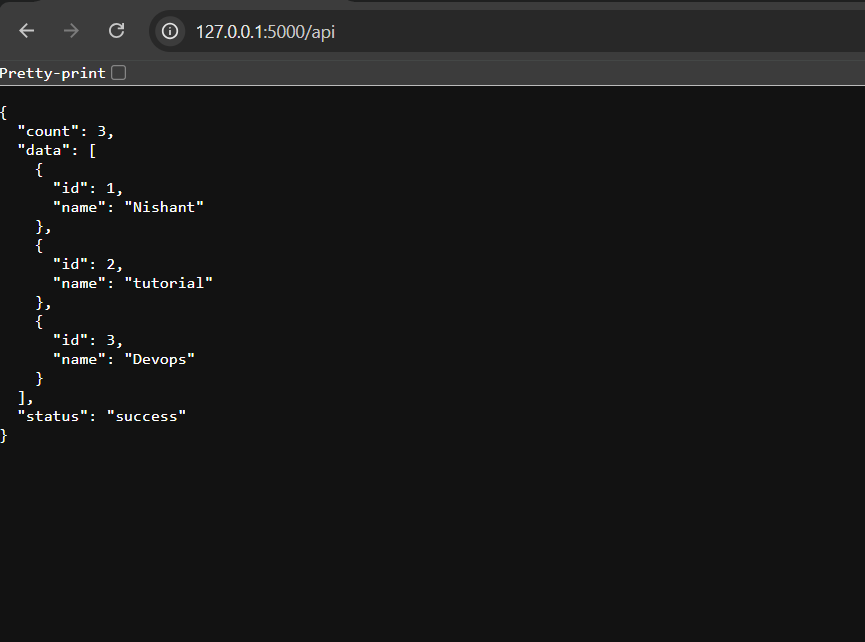 127.0.0.1:5000/api
Pretty-print
{
  "count": 3,
  "data": [
    {
      "id": 1,
      "name": "Nishant"
    },
    {
      "id": 2,
      "name": "tutorial"
    },
    {
      "id": 3,
      "name": "Devops"
    }
  ],
  "status": "success"
}